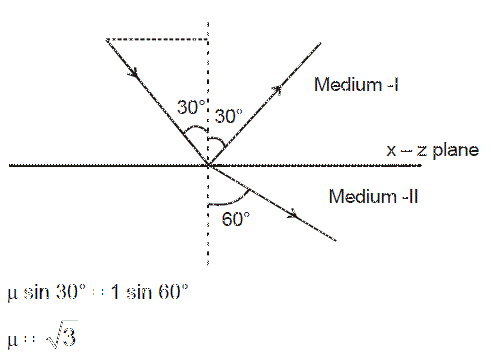 Medium -I
30° 30°
x – z plane
Medium -II
60°
μ sin 30° = 1 sin 60°
μ = √3